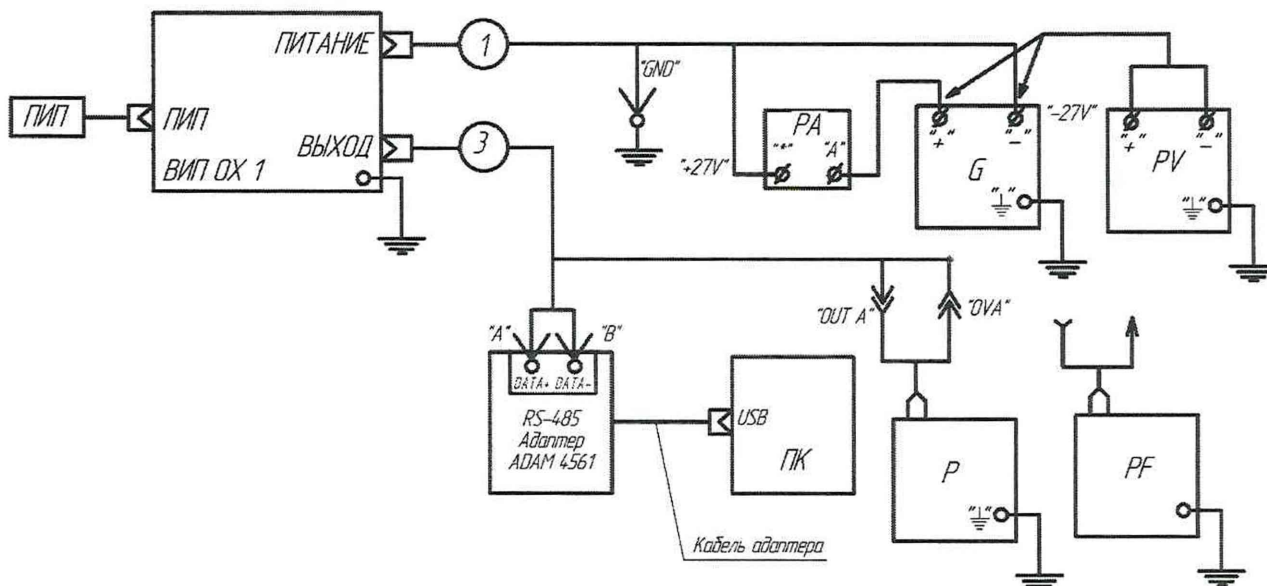 ПИТАНИЕ
1
"GND"
"-27V"
ПИП
ПИП
PA
"+" "-"
"+" "-"
ВЫХОД
3
"+27V"
"*" "A"
G
PV
ВИП ОХ 1
"⊥"
"⊥"
"A" "B"
"OUT A" "OVA"
DATA+ DATA-
RS-485
Адаптер
ADAM 4561
USB
ПК
P
PF
"⊥"
Кабель адаптера